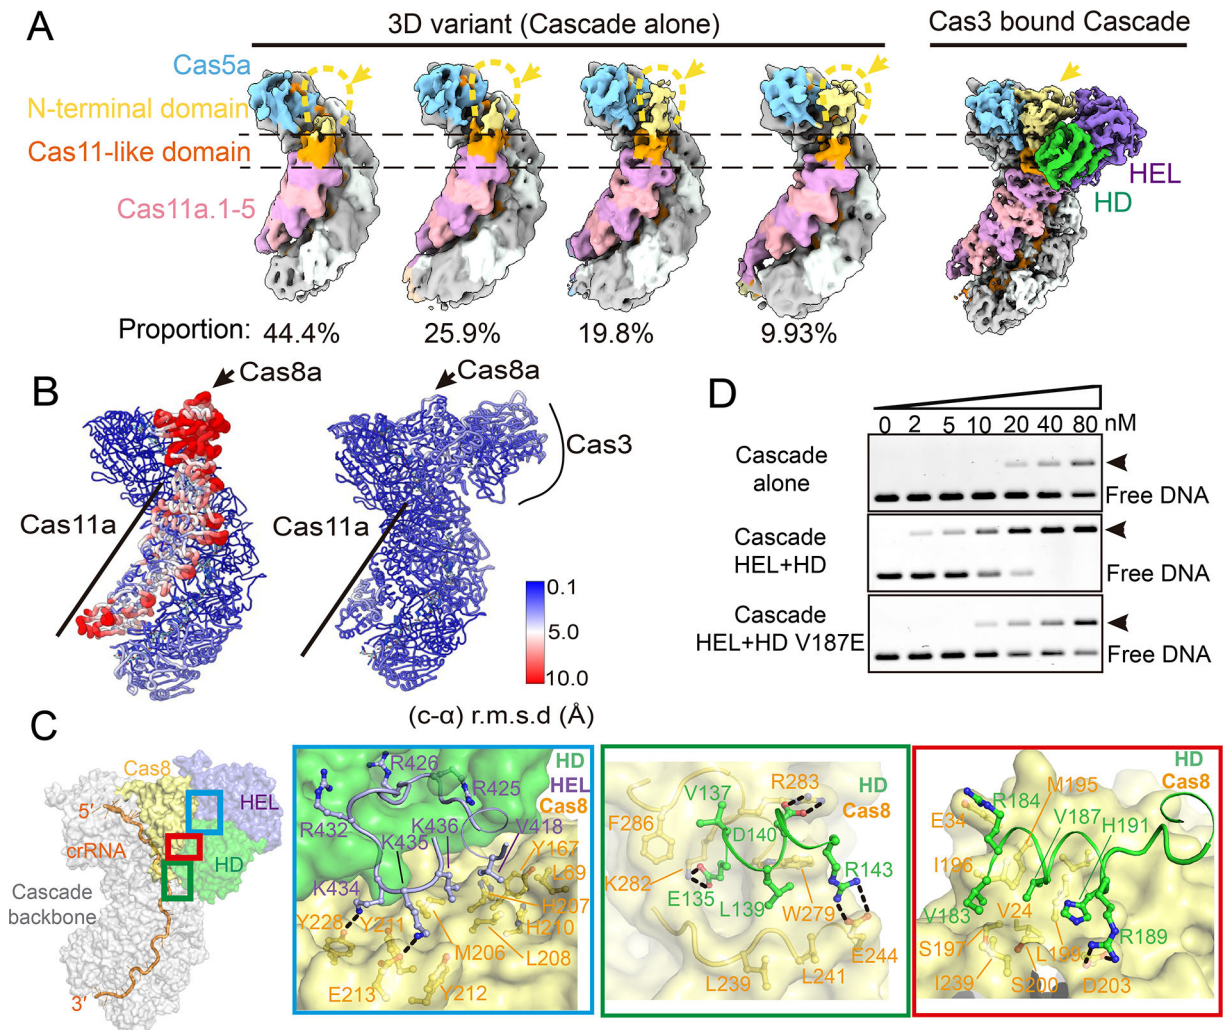 A
3D variant (Cascade alone)
Cas3 bound Cascade
Cas5a
N-terminal domain
Cas11-like domain
Cas11a.1-5
HEL
HD
Proportion: 44.4% 25.9% 19.8% 9.93%
B
Cas8a
Cas8a
Cas3
Cas11a
Cas11a
0.1
5.0
10.0
(c-α) r.m.s.d (Å)
D
0 2 5 10 20 40 80 nM
Cascade
alone
Free DNA
Cascade
HEL+HD
Free DNA
Cascade
HEL+HD V187E
Free DNA
C
Cas8
HEL
5′
crRNA
HD
Cascade
backbone
3′
R426
HD
HEL
Cas8
R425
R432
K436
K435
V418
Y167
L69
K434
H207
Y228
Y211
H210
M206
L208
E213
Y212
R283
HD
Cas8
V137
F286
D140
K282
R143
E135
L139
W279
E244
L239
L241
HD
Cas8
M195
R184
V187
H191
E34
I196
V183
V24
R189
S197
L199
I239
S200
D203